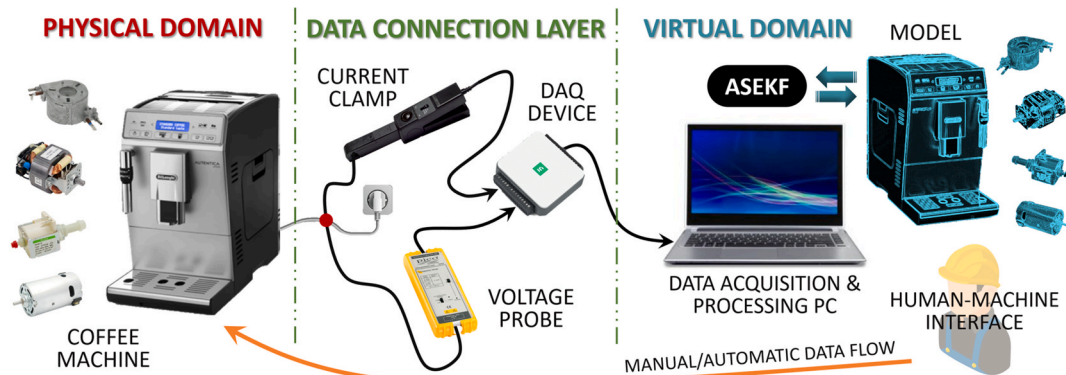 PHYSICAL DOMAIN
DATA CONNECTION LAYER
VIRTUAL DOMAIN
MODEL
CURRENT
CLAMP
DAQ
DEVICE
ASEKF
DeLonghi
VOLTAGE
PROBE
DATA ACQUISITION &
PROCESSING PC
HUMAN-MACHINE
INTERFACE
COFFEE
MACHINE
MANUAL/AUTOMATIC DATA FLOW